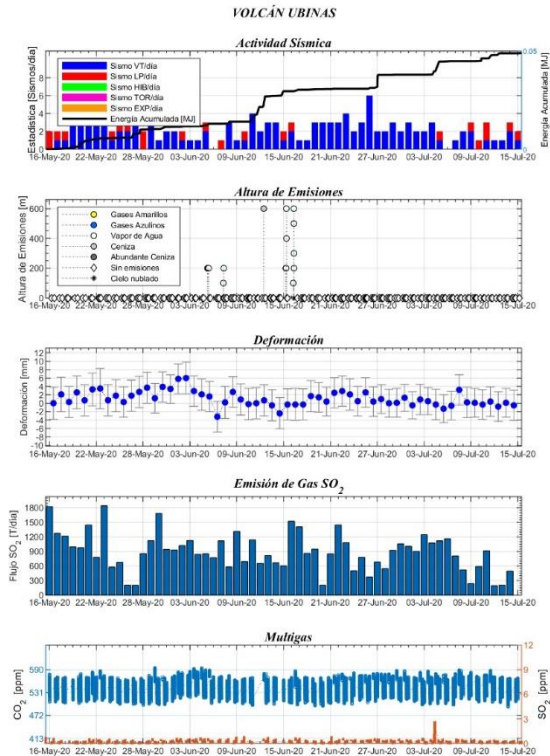 VOLCÁN UBINAS
Actividad Sísmica
Estadística [Sismos/día]
8
6
4
2
0
Sismo VT/día
Sismo LP/día
Sismo HIB/día
Sismo TOR/día
Sismo EXP/día
Energía Acumulada [MJ]
0.05
0
Energía Acumulada [MJ]
16-May-20 22-May-20 28-May-20 03-Jun-20 09-Jun-20 15-Jun-20 21-Jun-20 27-Jun-20 03-Jul-20 09-Jul-20 15-Jul-20
Altura de Emisiones
Altura de Emisiones [m]
600
400
200
0
Gases Amarillos
Gases Azulinos
Vapor de Agua
Ceniza
Abundante Ceniza
Sin emisiones
Cielo nublado
16-May-20 22-May-20 28-May-20 03-Jun-20 09-Jun-20 15-Jun-20 21-Jun-20 27-Jun-20 03-Jul-20 09-Jul-20 15-Jul-20
Deformación
Deformación [mm]
12
10
8
6
4
2
0
-2
-4
-6
-8
-10
16-May-20 22-May-20 28-May-20 03-Jun-20 09-Jun-20 15-Jun-20 21-Jun-20 27-Jun-20 03-Jul-20 09-Jul-20 15-Jul-20
Emisión de Gas SO2
Flujo SO2 [T/día]
1800
1500
1200
900
600
300
0
16-May-20 22-May-20 28-May-20 03-Jun-20 09-Jun-20 15-Jun-20 21-Jun-20 27-Jun-20 03-Jul-20 09-Jul-20 15-Jul-20
Multigas
CO2 [ppm]
590
531
472
413
12
9
6
3
0
SO2 [ppm]
16-May-20 22-May-20 28-May-20 03-Jun-20 09-Jun-20 15-Jun-20 21-Jun-20 27-Jun-20 03-Jul-20 09-Jul-20 15-Jul-20